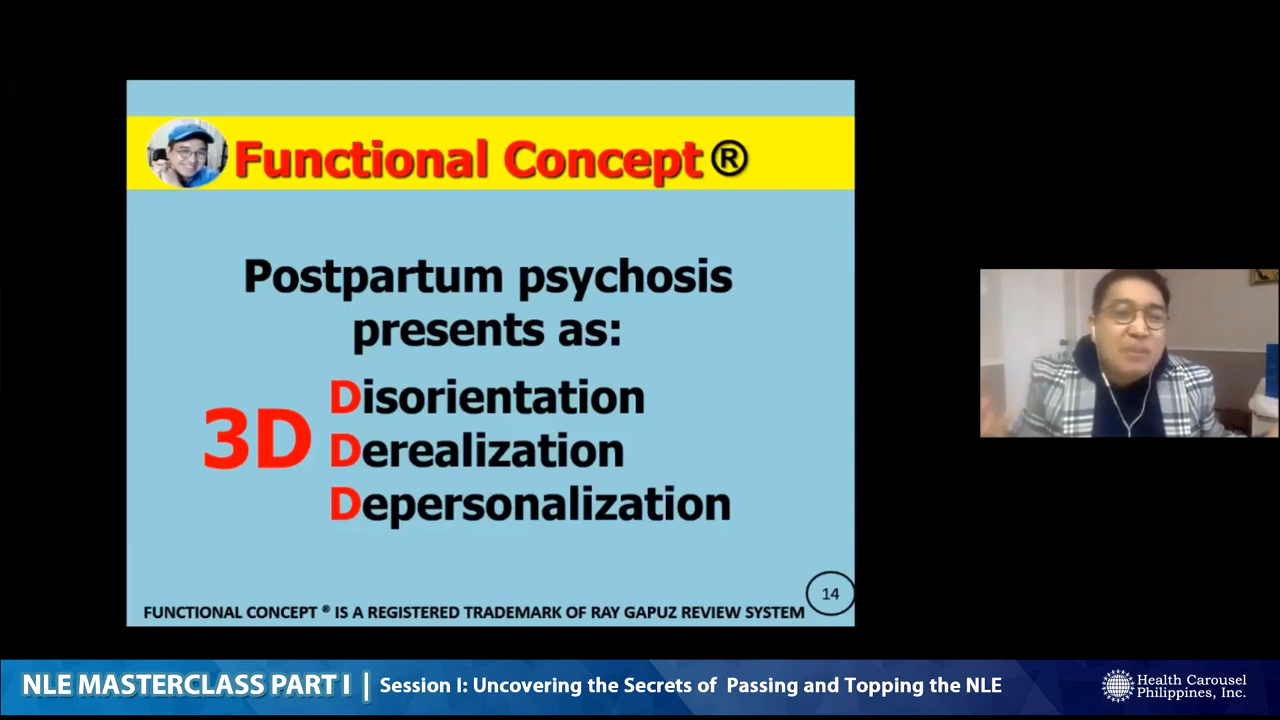 Functional Concept®
Postpartum psychosis
presents as:
3D
Disorientation
Derealization
Depersonalization
14
FUNCTIONAL CONCEPT ® IS A REGISTERED TRADEMARK OF RAY GAPUZ REVIEW SYSTEM
NLE MASTERCLASS PART I | Session I: Uncovering the Secrets of Passing and Topping the NLE
Health Carousel
Philippines, Inc.